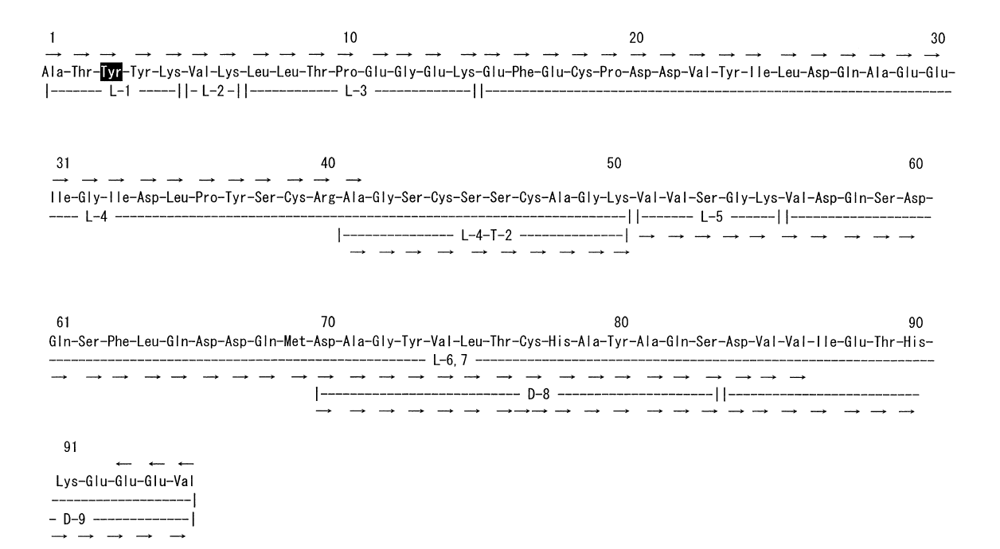 1 10 20 30
→ → → → → → → → → → → → → → → → → → → → → → → → → → → → → →
Ala-Thr-Tyr-Tyr-Lys-Val-Lys-Leu-Leu-Thr-Pro-Glu-Gly-Glu-Lys-Glu-Phe-Glu-Cys-Pro-Asp-Asp-Val-Tyr-Ile-Leu-Asp-Gln-Ala-Glu-Glu-
|------- L-1 -----||- L-2 -||------------ L-3 -------------||----------------------------------------------------------------
31 40 50 60
→ → → → → → → → → → →
Ile-Gly-Ile-Asp-Leu-Pro-Tyr-Ser-Cys-Arg-Ala-Gly-Ser-Cys-Ser-Ser-Cys-Ala-Gly-Lys-Val-Val-Ser-Gly-Lys-Val-Asp-Gln-Ser-Asp-
---- L-4 ----------------------------------------------------------------------||------- L-5 ------||-------------------
|--------------- L-4-T-2 --------------| → → → → → → → → → →
→ → → → → → → → → →
61 70 80 90
Gln-Ser-Phe-Leu-Gln-Asp-Asp-Gln-Met-Asp-Ala-Gly-Tyr-Val-Leu-Thr-Cys-His-Ala-Tyr-Ala-Gln-Ser-Asp-Val-Val-Ile-Glu-Thr-His-
--------------------------------------------------- L-6,7 --------------------------------------------------------------
→ → → → → → → → → → → → → → → → → → → → → → → → → →
|--------------------------- D-8 ---------------------||--------------------------
→ → → → → → → → → → → → → → → → → → → → →
91
← ← ←
Lys-Glu-Glu-Glu-Val
-------------------|
- D-9 -------------|
→ → → → →